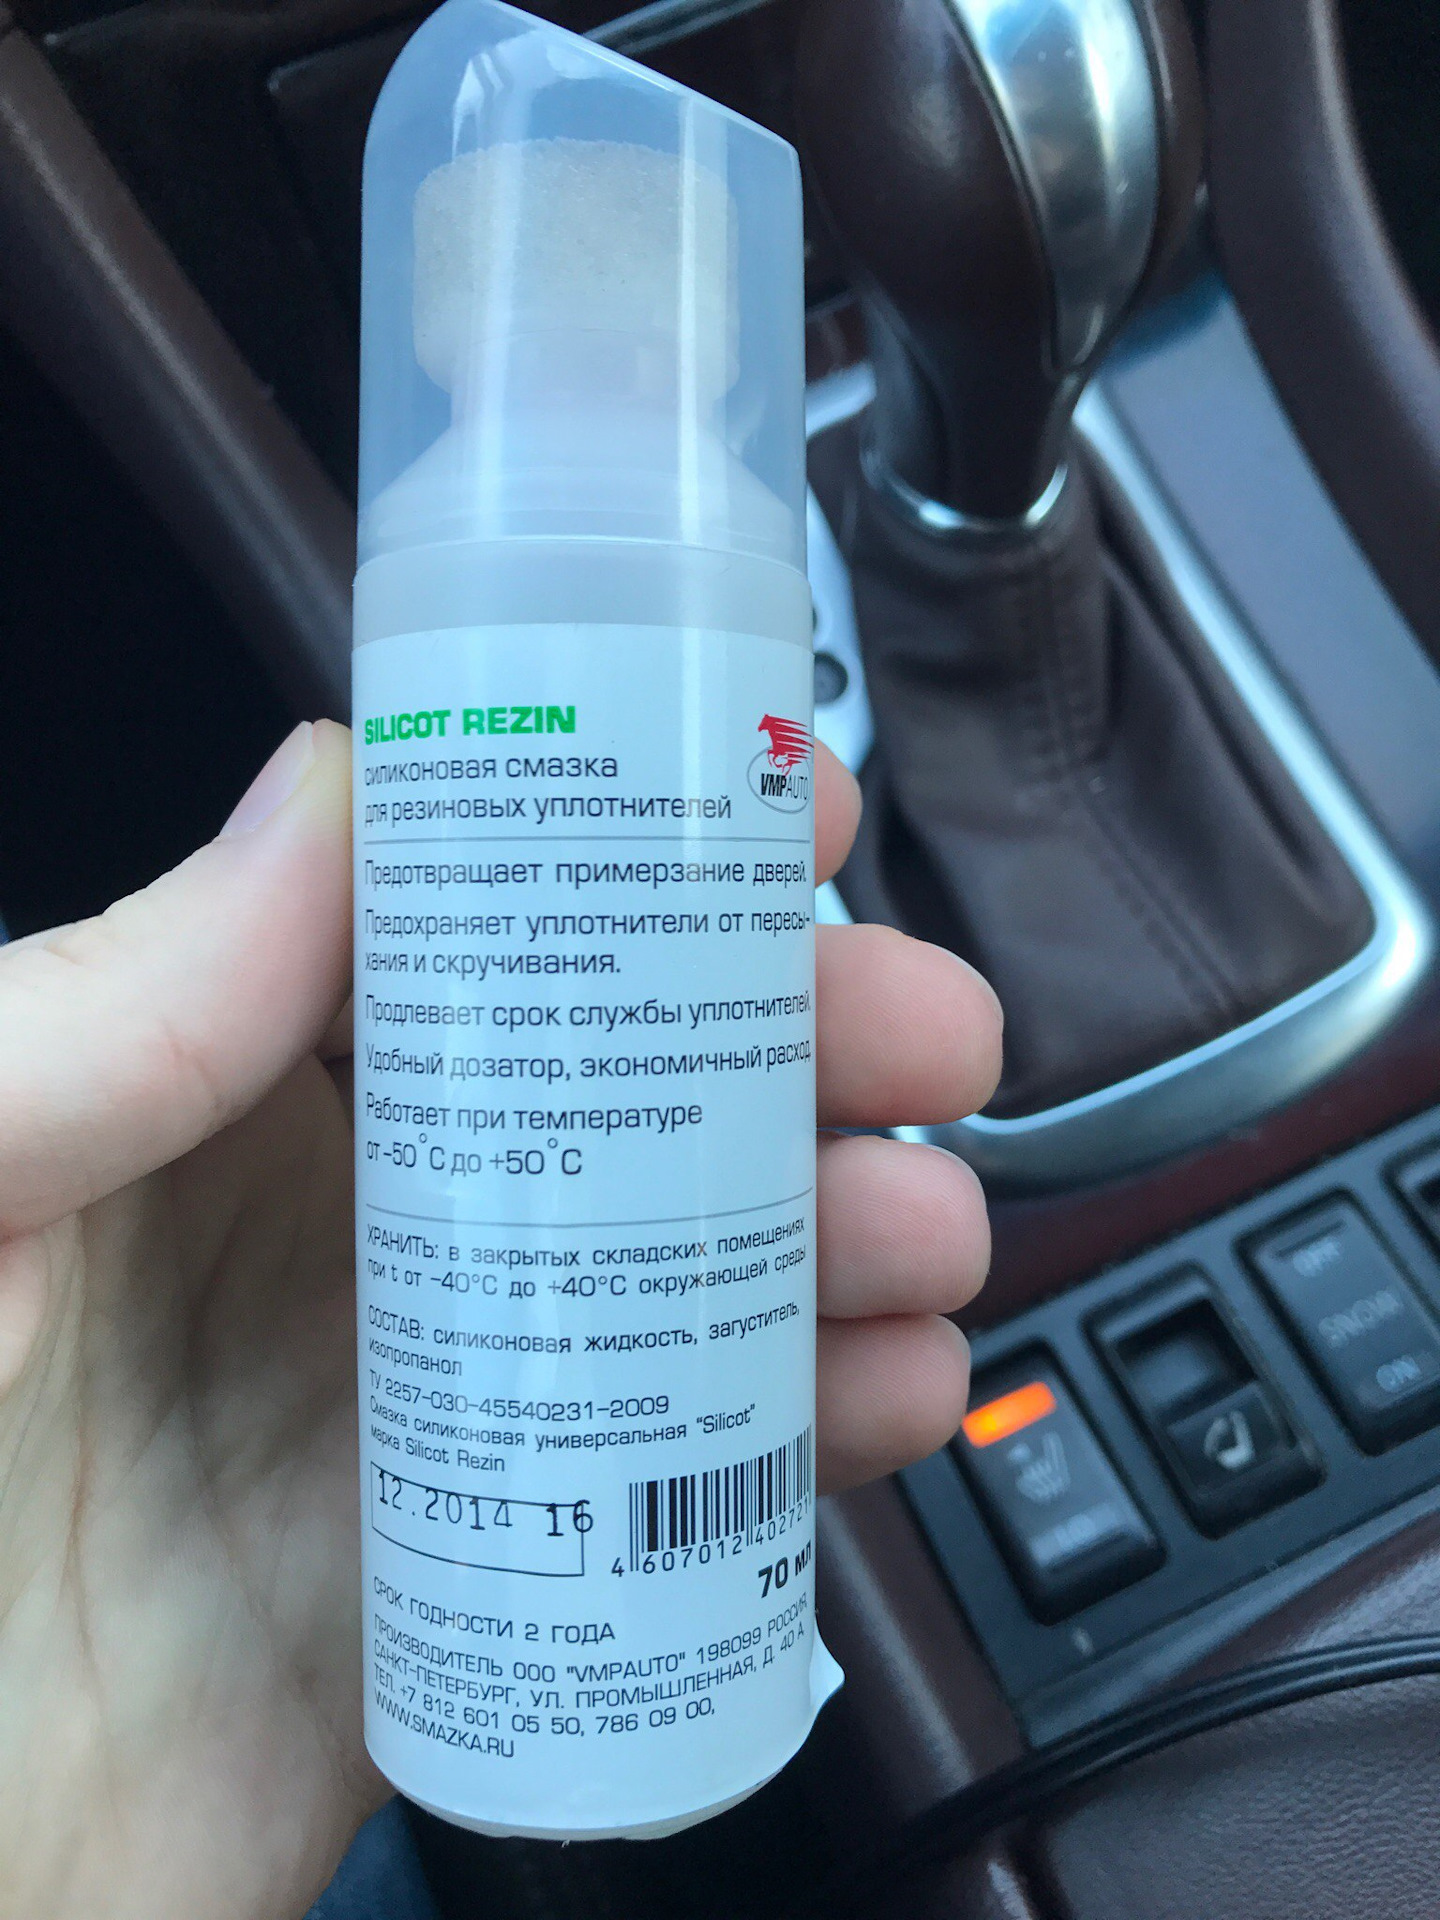 SILICOT REZIN
силиконовая смазка
для резиновых уплотнителей
VMPAUTO
Предотвращает примерзание дверей.
Предохраняет уплотнители от пересы-
хания и скручивания.
Продлевает срок службы уплотнителей.
Удобный дозатор, экономичный расход.
Работает при температуре
от -50°C до +50°C
ХРАНИТЬ: в закрытых складских помещениях
при t от -40°C до +40°C окружающей среды
СОСТАВ: силиконовая жидкость, загуститель,
изопропанол
ТУ 2257-030-45540231-2009
Смазка силиконовая универсальная "Silicot"
марка Silicot Rezin
12.2014 16
4 607012 402721
70 мл
СРОК ГОДНОСТИ 2 ГОДА
ПРОИЗВОДИТЕЛЬ ООО "VMPAUTO" 198099 РОССИЯ,
САНКТ-ПЕТЕРБУРГ, УЛ. ПРОМЫШЛЕННАЯ, Д. 40 А,
ТЕЛ. +7 812 601 05 50, 786 09 00,
WWW.SMAZKA.RU
OFF
SNOW
ON